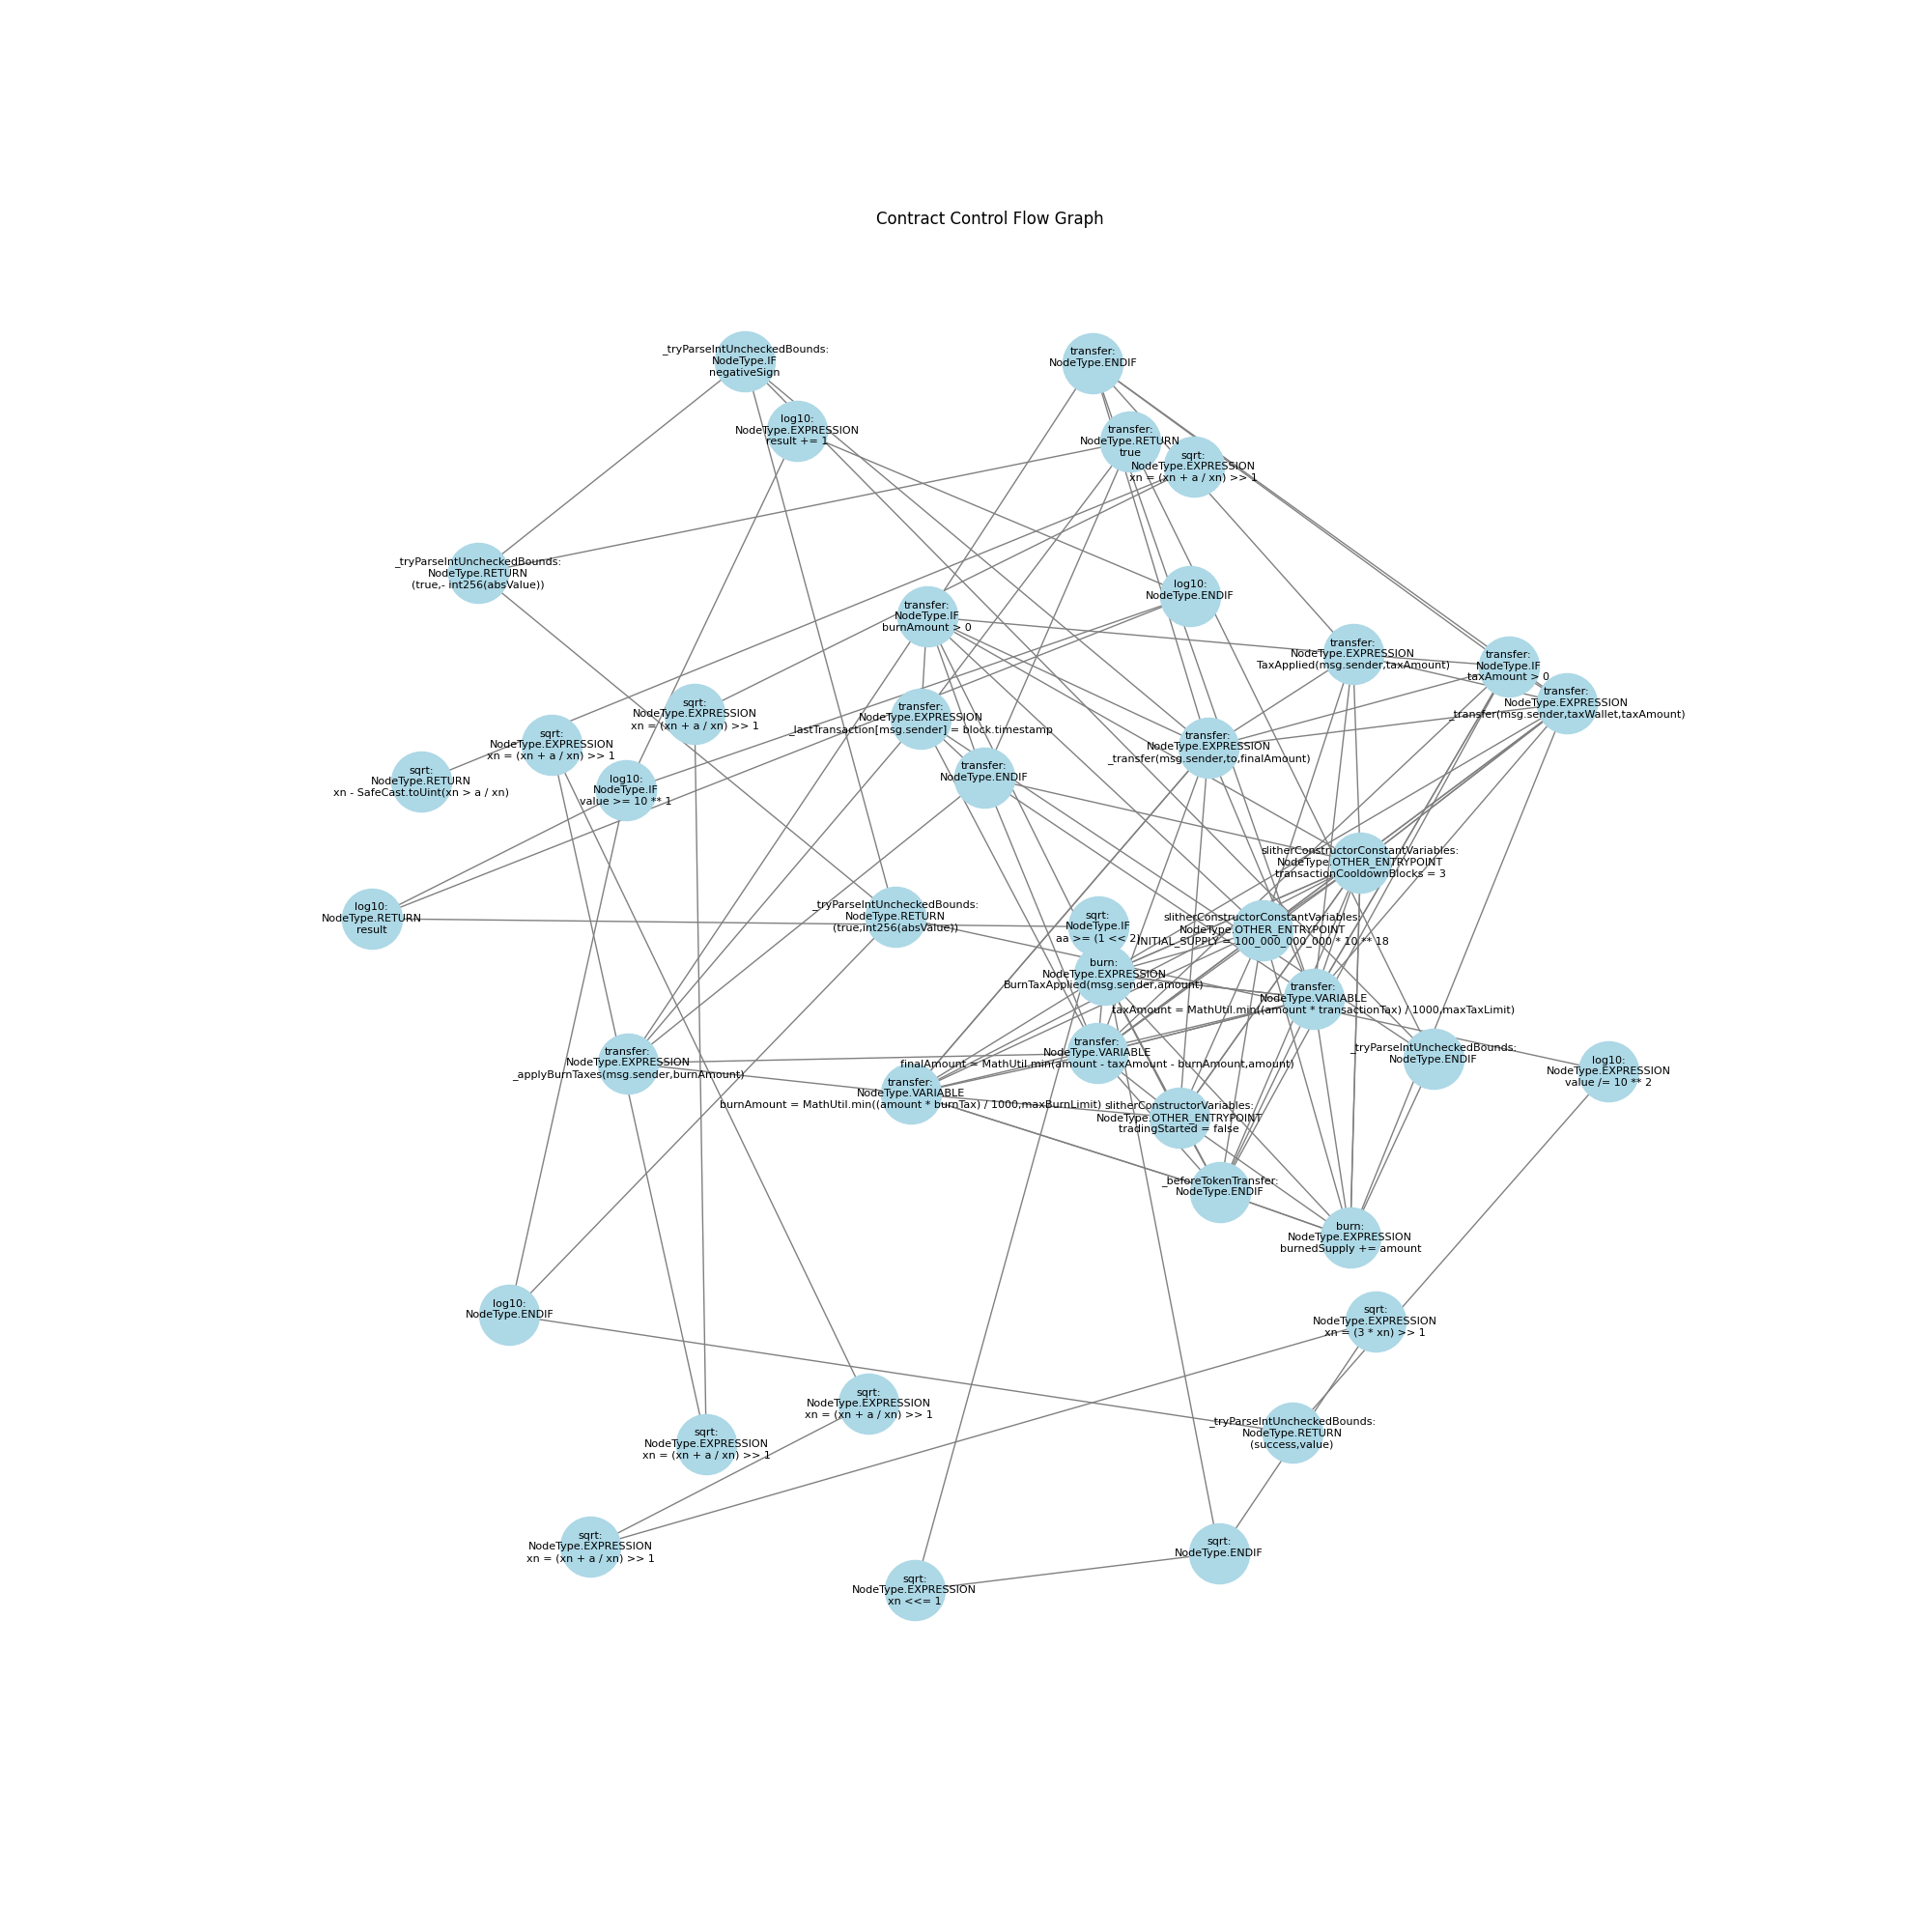 Contract Control Flow Graph
_tryParseIntUncheckedBounds:
NodeType.IF
negativeSign
transfer:
NodeType.ENDIF
log10:
NodeType.EXPRESSION
result += 1
transfer:
NodeType.RETURN
true
sqrt:
NodeType.EXPRESSION
xn = (xn + a / xn) >> 1
_tryParseIntUncheckedBounds:
NodeType.RETURN
(true,- int256(absValue))
log10:
NodeType.ENDIF
transfer:
NodeType.IF
burnAmount > 0
transfer:
NodeType.EXPRESSION
TaxApplied(msg.sender,taxAmount)
transfer:
NodeType.IF
taxAmount > 0
transfer:
NodeType.EXPRESSION
_transfer(msg.sender,taxWallet,taxAmount)
sqrt:
NodeType.EXPRESSION
xn = (xn + a / xn) >> 1
transfer:
NodeType.EXPRESSION
_lastTransaction[msg.sender] = block.timestamp
sqrt:
NodeType.EXPRESSION
xn = (xn + a / xn) >> 1
transfer:
NodeType.EXPRESSION
_transfer(msg.sender,to,finalAmount)
transfer:
NodeType.ENDIF
sqrt:
NodeType.RETURN
xn - SafeCast.toUint(xn > a / xn)
log10:
NodeType.IF
value >= 10 ** 1
slitherConstructorConstantVariables:
NodeType.OTHER_ENTRYPOINT
transactionCooldownBlocks = 3
log10:
NodeType.RETURN
result
_tryParseIntUncheckedBounds:
NodeType.RETURN
(true,int256(absValue))
sqrt:
NodeType.IF
aa >= (1 << 2)
slitherConstructorConstantVariables:
NodeType.OTHER_ENTRYPOINT
INITIAL_SUPPLY = 100_000_000_000 * 10 ** 18
burn:
NodeType.EXPRESSION
BurnTaxApplied(msg.sender,amount)
transfer:
NodeType.VARIABLE
taxAmount = MathUtil.min((amount * transactionTax) / 1000,maxTaxLimit)
transfer:
NodeType.EXPRESSION
_applyBurnTaxes(msg.sender,burnAmount)
transfer:
NodeType.VARIABLE
finalAmount = MathUtil.min(amount - taxAmount - burnAmount,amount)
_tryParseIntUncheckedBounds:
NodeType.ENDIF
log10:
NodeType.EXPRESSION
value /= 10 ** 2
transfer:
NodeType.VARIABLE
burnAmount = MathUtil.min((amount * burnTax) / 1000,maxBurnLimit)
slitherConstructorVariables:
NodeType.OTHER_ENTRYPOINT
tradingStarted = false
_beforeTokenTransfer:
NodeType.ENDIF
burn:
NodeType.EXPRESSION
burnedSupply += amount
log10:
NodeType.ENDIF
sqrt:
NodeType.EXPRESSION
xn = (3 * xn) >> 1
sqrt:
NodeType.EXPRESSION
xn = (xn + a / xn) >> 1
_tryParseIntUncheckedBounds:
NodeType.RETURN
(success,value)
sqrt:
NodeType.EXPRESSION
xn = (xn + a / xn) >> 1
sqrt:
NodeType.EXPRESSION
xn = (xn + a / xn) >> 1
sqrt:
NodeType.ENDIF
sqrt:
NodeType.EXPRESSION
xn <<= 1